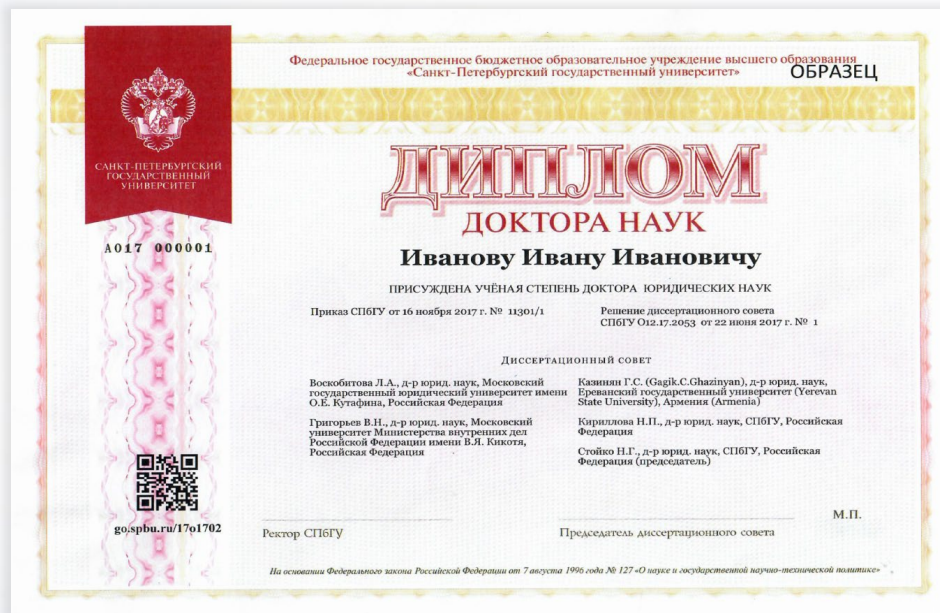 Федеральное государственное бюджетное образовательное учреждение высшего образования
«Санкт-Петербургский государственный университет»
ОБРАЗЕЦ
САНКТ-ПЕТЕРБУРГСКИЙ
ГОСУДАРСТВЕННЫЙ
УНИВЕРСИТЕТ
А017 000001
ДИПЛОМ
ДОКТОРА НАУК
Иванову Ивану Ивановичу
ПРИСУЖДЕНА УЧЁНАЯ СТЕПЕНЬ ДОКТОРА ЮРИДИЧЕСКИХ НАУК
Приказ СПбГУ от 16 ноября 2017 г. № 11301/1
Решение диссертационного совета
СПбГУ О12.17.2053 от 22 июня 2017 г. № 1
ДИССЕРТАЦИОННЫЙ СОВЕТ
Воскобитова Л.А., д-р юрид. наук, Московский
государственный юридический университет имени
О.Е. Кутафина, Российская Федерация
Григорьев В.Н., д-р юрид. наук, Московский
университет Министерства внутренних дел
Российской Федерации имени В.Я. Кикотя,
Российская Федерация
Казинян Г.С. (Gagik.C.Ghazinyan), д-р юрид. наук,
Ереванский государственный университет (Yerevan
State University), Армения (Armenia)
Кириллова Н.П., д-р юрид. наук, СПбГУ, Российская
Федерация
Стойко Н.Г., д-р юрид. наук, СПбГУ, Российская
Федерация (председатель)
go.spbu.ru/17o1702
Ректор СПбГУ
Председатель диссертационного совета
М.П.
На основании Федерального закона Российской Федерации от 7 августа 1996 года № 127 «О науке и государственной научно-технической политике»